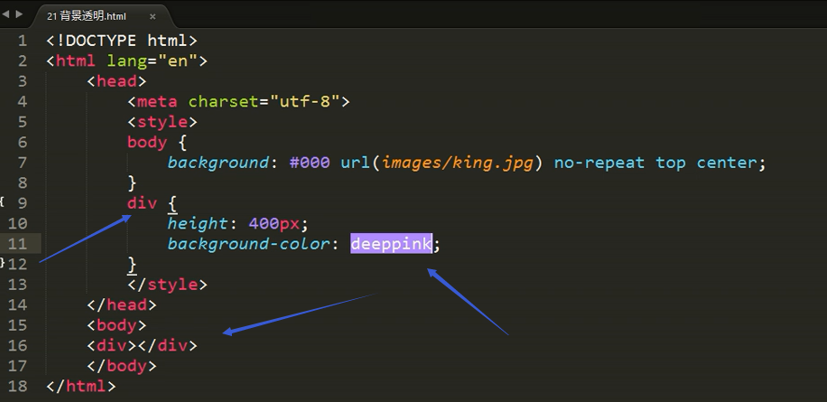 21 背景透明.html ×
1 <!DOCTYPE html>
2 <html lang="en">
3 <head>
4 <meta charset="utf-8">
5 <style>
6 body {
7 background: #000 url(images/king.jpg) no-repeat top center;
8 }
{ 9 div {
10 height: 400px;
11 background-color: deeppink;
} 12 }
13 </style>
14 </head>
15 <body>
16 <div></div>
17 </body>
18 </html>